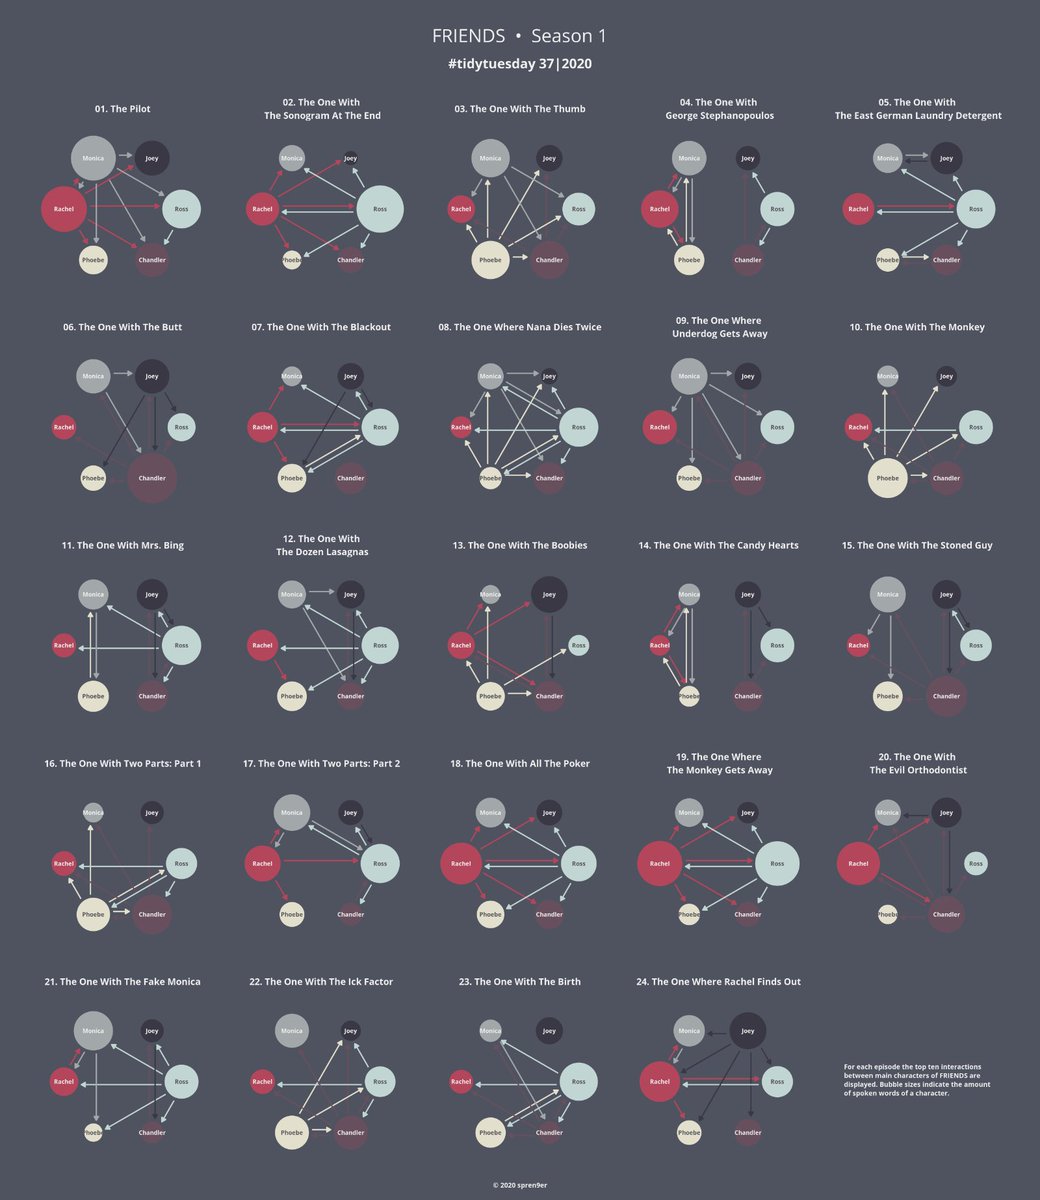 FRIENDS • Season 1
#tidytuesday 37|2020
01. The Pilot
Monica
Joey
Rachel
Ross
Phoebe
Chandler
02. The One With
The Sonogram At The End
Monica
Joey
Rachel
Ross
Phoebe
Chandler
03. The One With The Thumb
Monica
Joey
Rachel
Ross
Phoebe
Chandler
04. The One With
George Stephanopoulos
Monica
Joey
Rachel
Ross
Phoebe
Chandler
05. The One With
The East German Laundry Detergent
Monica
Joey
Rachel
Ross
Phoebe
Chandler
06. The One With The Butt
Monica
Joey
Rachel
Ross
Phoebe
Chandler
07. The One With The Blackout
Monica
Joey
Rachel
Ross
Phoebe
Chandler
08. The One Where Nana Dies Twice
Monica
Joey
Rachel
Ross
Phoebe
Chandler
09. The One Where
Underdog Gets Away
Monica
Joey
Rachel
Ross
Phoebe
Chandler
10. The One With The Monkey
Monica
Joey
Rachel
Ross
Phoebe
Chandler
11. The One With Mrs. Bing
Monica
Joey
Rachel
Ross
Phoebe
Chandler
12. The One With
The Dozen Lasagnas
Monica
Joey
Rachel
Ross
Phoebe
Chandler
13. The One With The Boobies
Monica
Joey
Rachel
Ross
Phoebe
Chandler
14. The One With The Candy Hearts
Monica
Joey
Rachel
Ross
Phoebe
Chandler
15. The One With The Stoned Guy
Monica
Joey
Rachel
Ross
Phoebe
Chandler
16. The One With Two Parts: Part 1
Monica
Joey
Rachel
Ross
Phoebe
Chandler
17. The One With Two Parts: Part 2
Monica
Joey
Rachel
Ross
Phoebe
Chandler
18. The One With All The Poker
Monica
Joey
Rachel
Ross
Phoebe
Chandler
19. The One Where
The Monkey Gets Away
Monica
Joey
Rachel
Ross
Phoebe
Chandler
20. The One With
The Evil Orthodontist
Monica
Joey
Rachel
Ross
Phoebe
Chandler
21. The One With The Fake Monica
Monica
Joey
Rachel
Ross
Phoebe
Chandler
22. The One With The Ick Factor
Monica
Joey
Rachel
Ross
Phoebe
Chandler
23. The One With The Birth
Monica
Joey
Rachel
Ross
Phoebe
Chandler
24. The One Where Rachel Finds Out
Monica
Joey
Rachel
Ross
Phoebe
Chandler
For each episode the top ten interactions
between main characters of FRIENDS are
displayed. Bubble sizes indicate the amount
of spoken words of a character.
© 2020 spren9er